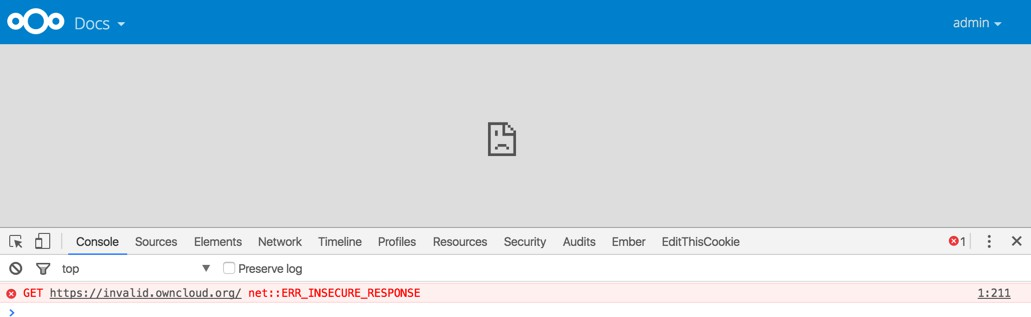 Docs admin
Console Sources Elements Network Timeline Profiles Resources Security Audits Ember EditThisCookie 1
top Preserve log
GET https://invalid.owncloud.org/ net::ERR_INSECURE_RESPONSE 1:211